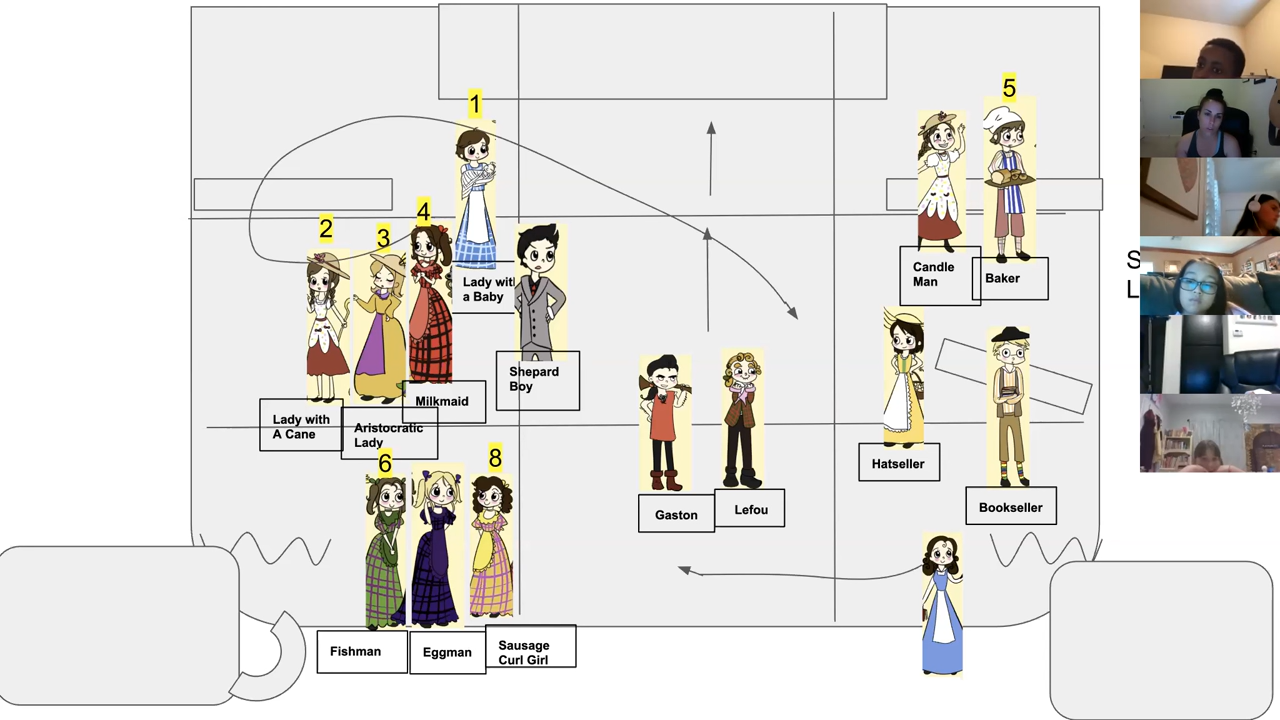 5
1
4
2
3
S
L
Candle
Man
Baker
Lady with
a Baby
Shepard
Boy
Milkmaid
Lady with
A Cane
Aristocratic
Lady
Hatseller
6
8
Gaston
Lefou
Bookseller
Fishman
Eggman
Sausage
Curl Girl